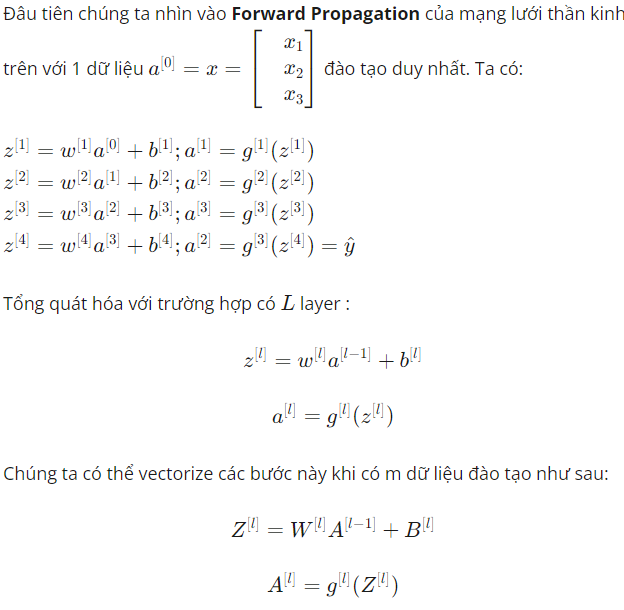 Đâu tiên chúng ta nhìn vào Forward Propagation của mạng lưới thần kinh
trên với 1 dữ liệu $a^{[0]} = x = \begin{bmatrix} x_1 \\ x_2 \\ x_3 \end{bmatrix}$ đào tạo duy nhất. Ta có:
$z^{[1]} = w^{[1]}a^{[0]} + b^{[1]}; a^{[1]} = g^{[1]}(z^{[1]})$
$z^{[2]} = w^{[2]}a^{[1]} + b^{[2]}; a^{[2]} = g^{[2]}(z^{[2]})$
$z^{[3]} = w^{[3]}a^{[2]} + b^{[3]}; a^{[3]} = g^{[3]}(z^{[3]})$
$z^{[4]} = w^{[4]}a^{[3]} + b^{[4]}; a^{[2]} = g^{[3]}(z^{[4]}) = \hat{y}$
Tổng quát hóa với trường hợp có $L$ layer :
$z^{[l]} = w^{[l]}a^{[l-1]} + b^{[l]}$
$a^{[l]} = g^{[l]}(z^{[l]})$
Chúng ta có thể vectorize các bước này khi có m dữ liệu đào tạo như sau:
$Z^{[l]} = W^{[l]}A^{[l-1]} + B^{[l]}$
$A^{[l]} = g^{[l]}(Z^{[l]})$